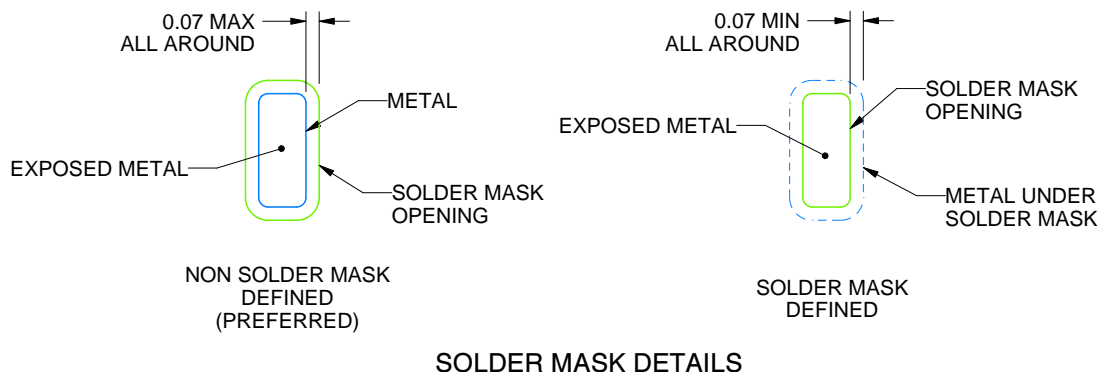 0.07 MAX
ALL AROUND
METAL
EXPOSED METAL
SOLDER MASK
OPENING
NON SOLDER MASK
DEFINED
(PREFERRED)
0.07 MIN
ALL AROUND
SOLDER MASK
OPENING
EXPOSED METAL
METAL UNDER
SOLDER MASK
SOLDER MASK
DEFINED
SOLDER MASK DETAILS